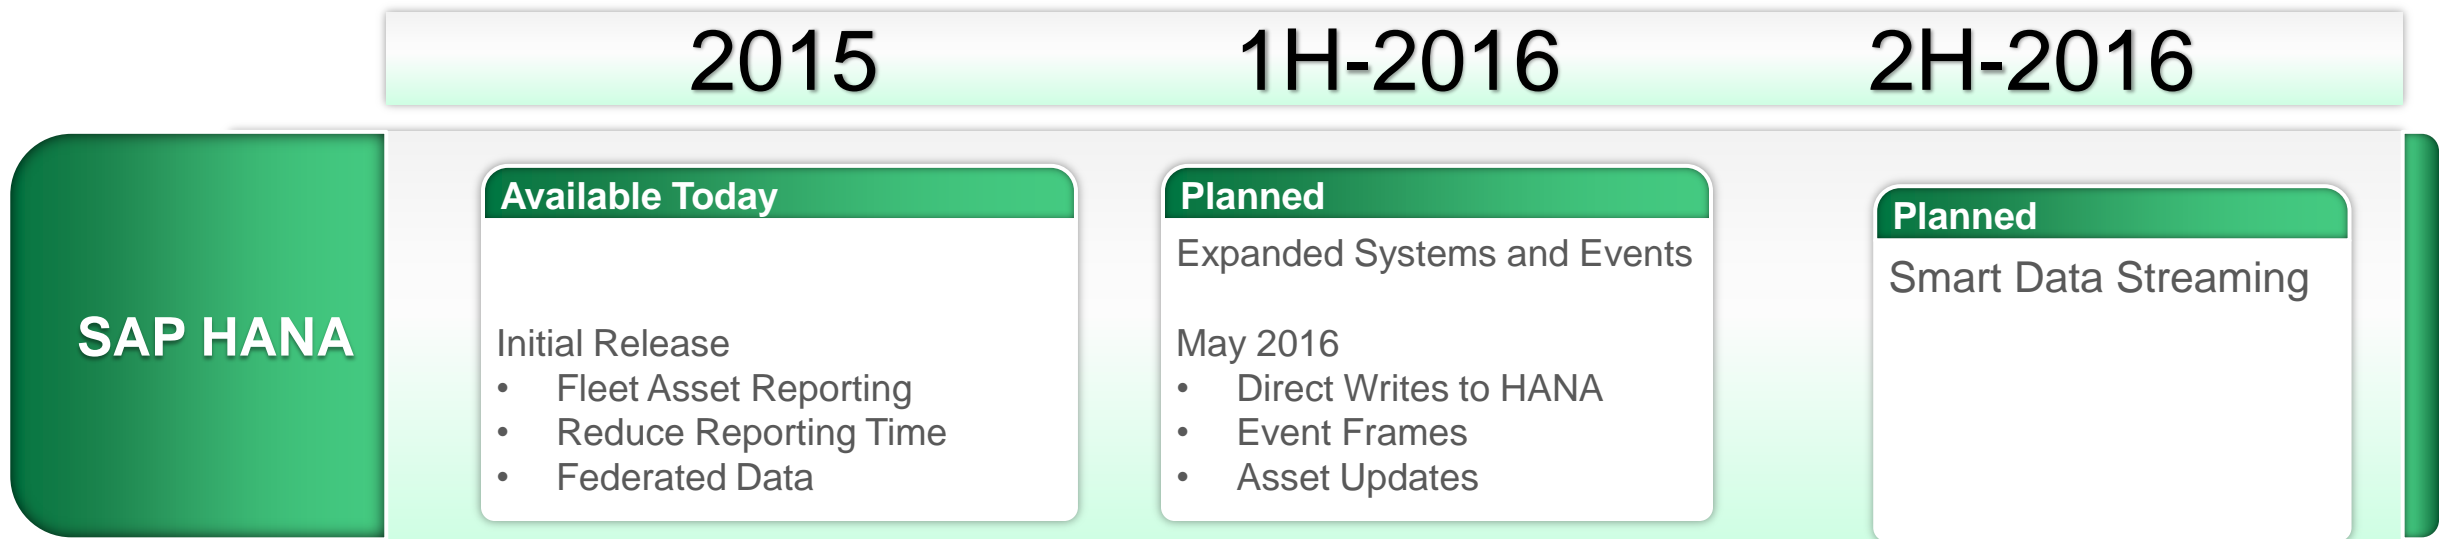 2015
1H-2016
2H-2016
SAP HANA
Available Today
Initial Release
• Fleet Asset Reporting
• Reduce Reporting Time
• Federated Data
Planned
Expanded Systems and Events
May 2016
• Direct Writes to HANA
• Event Frames
• Asset Updates
Planned
Smart Data Streaming